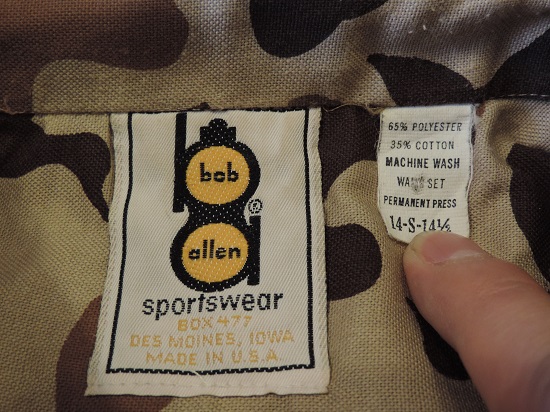 bob
®
allen
sportswear
BOX 477
DES MOINES, IOWA
MADE IN U.S.A.
65% POLYESTER
35% COTTON
MACHINE WASH
SET
PERMANENT PRESS
14-S-14½